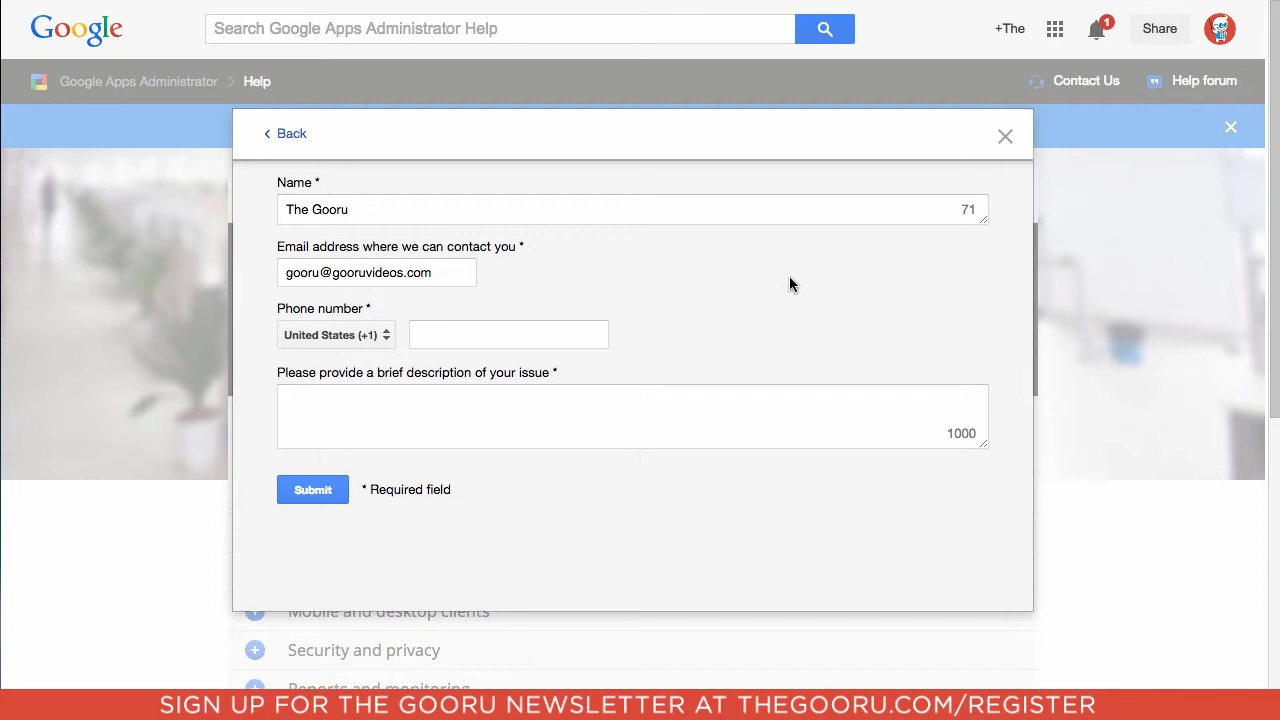 Google
Search Google Apps Administrator Help
+The
1
Share
Google Apps Administrator
Help
Contact Us
Help forum
Back
Name *
The Gooru
71
Email address where we can contact you *
gooru@gooruvideos.com
Phone number *
United States (+1)
Please provide a brief description of your issue *
1000
Submit
* Required field
Mobile and desktop clients
Security and privacy
Reports and monitoring
SIGN UP FOR THE GOORU NEWSLETTER AT THEGOORU.COM/REGISTER